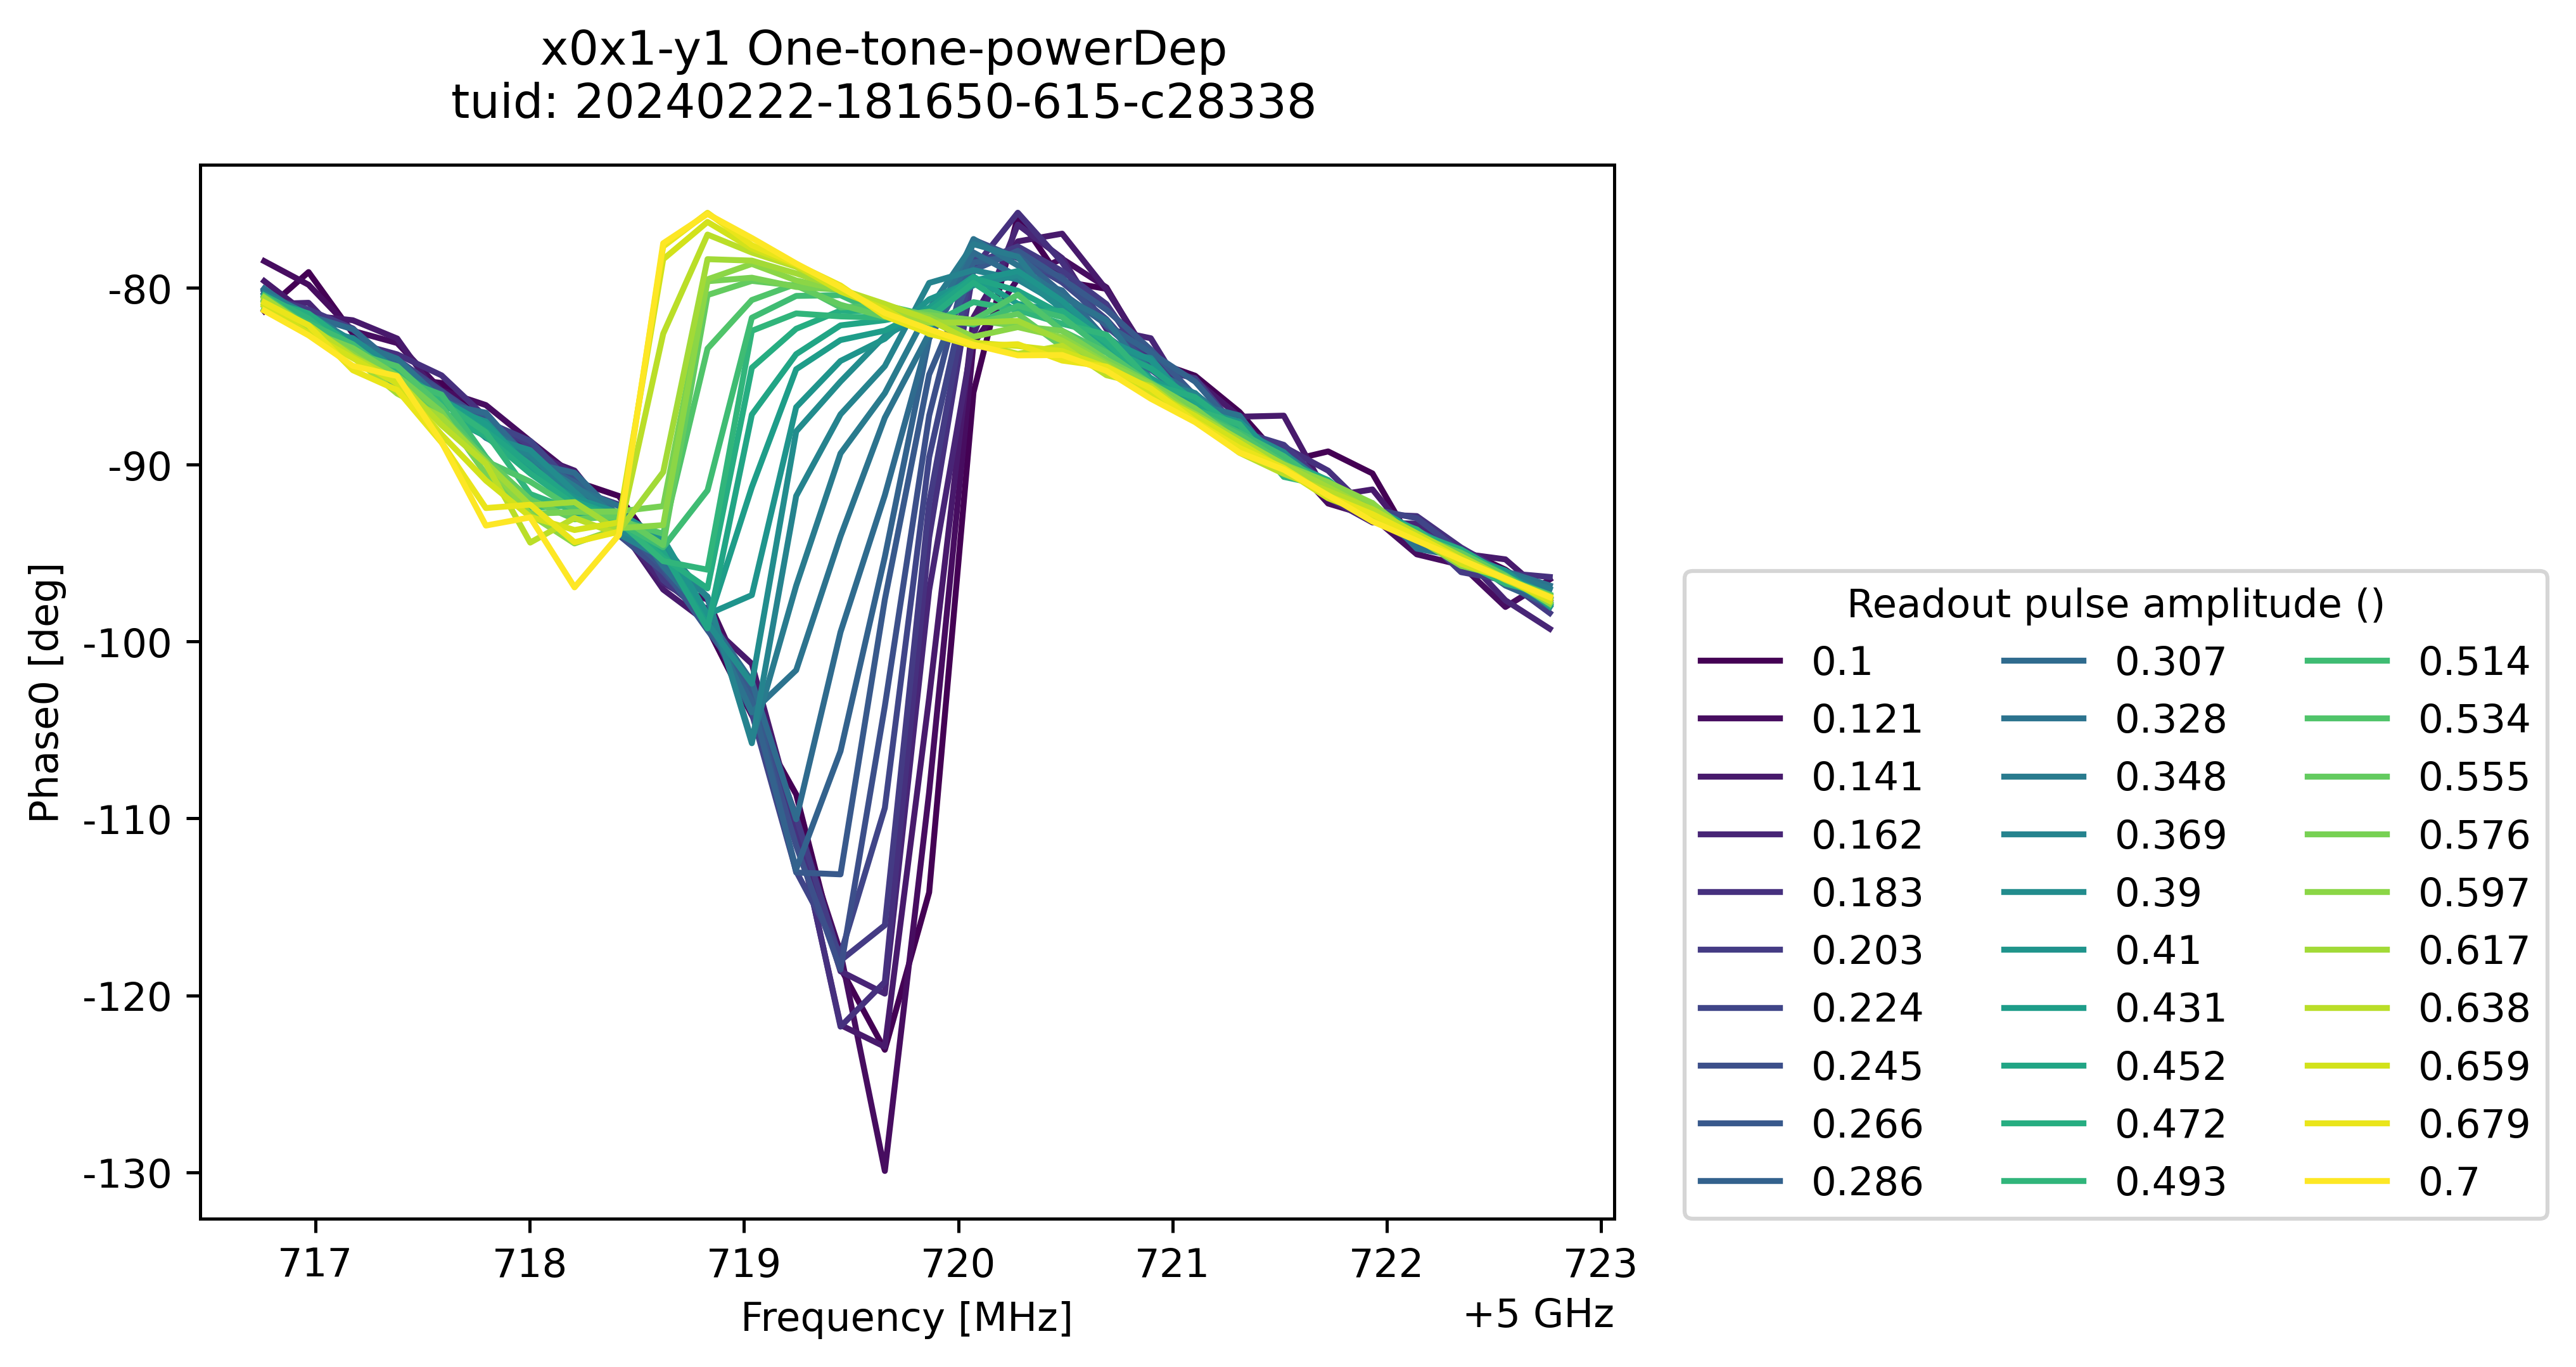 x0x1-y1 One-tone-powerDep
tuid: 20240222-181650-615-c28338
Phase0 [deg]
-80
-90
-100
-110
-120
-130
717 718 719 720 721 722 723
Frequency [MHz]
+5 GHz
Readout pulse amplitude ()
0.1 0.307 0.514
0.121 0.328 0.534
0.141 0.348 0.555
0.162 0.369 0.576
0.183 0.39 0.597
0.203 0.41 0.617
0.224 0.431 0.638
0.245 0.452 0.659
0.266 0.472 0.679
0.286 0.493 0.7